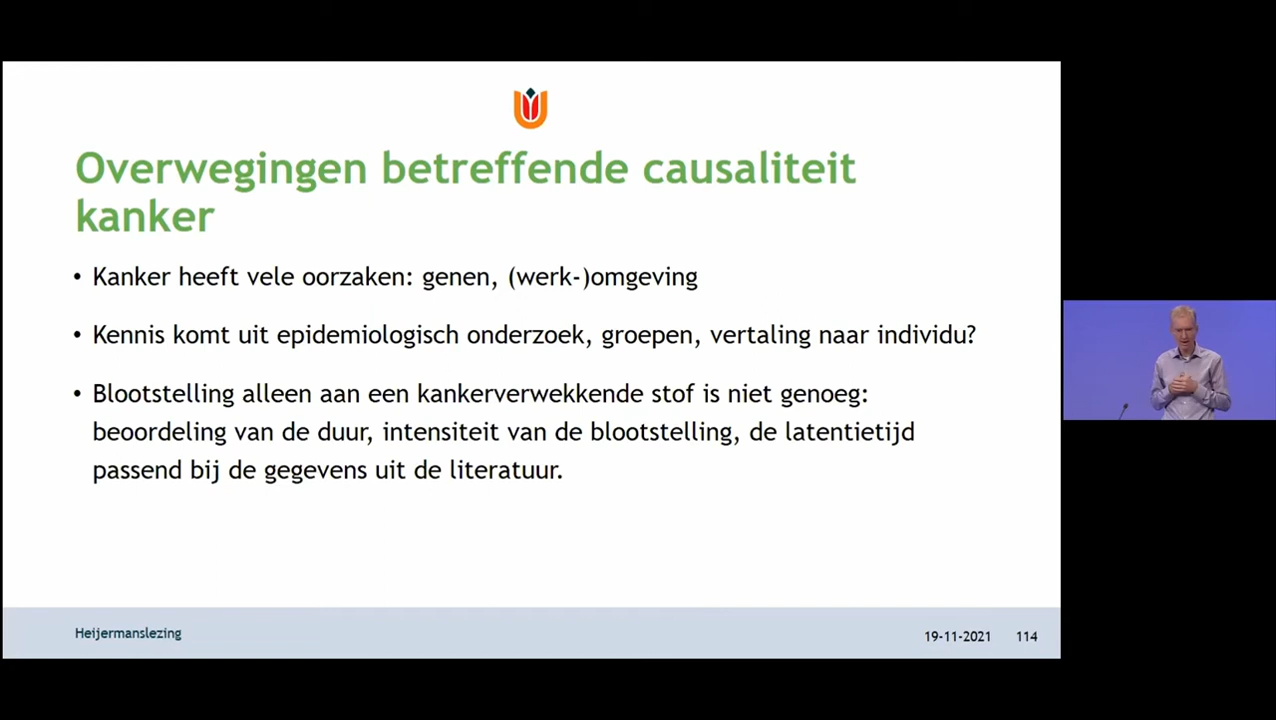 Overwegingen betreffende causaliteit
kanker
• Kanker heeft vele oorzaken: genen, (werk-)omgeving
• Kennis komt uit epidemiologisch onderzoek, groepen, vertaling naar individu?
• Blootstelling alleen aan een kankerverwekkende stof is niet genoeg:
beoordeling van de duur, intensiteit van de blootstelling, de latentietijd
passend bij de gegevens uit de literatuur.
Heijermanslezing
19-11-2021 114